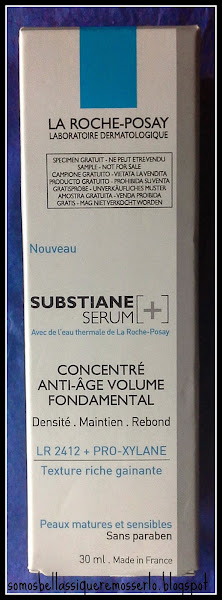 LA ROCHE-POSAY
LABORATOIRE DERMATOLOGIQUE
SPECIMEN GRATUIT - NE PEUT ETREVENDU
SAMPLE - NOT FOR SALE
CAMPIONE GRATUITO - VIETATA LA VENDITA
PRODUCTO GRATUITO - PROHIBIDA SU VENTA
GRATISPROBE - UNVERKÄUFLICHES MUSTER
AMOSTRA GRATUITA - VENDA PROIBIDA
GRATIS - MAG NIET VERKOCHT WORDEN
Nouveau
SUBSTIANE [+]
SERUM
Avec de l'eau thermale de La Roche-Posay
CONCENTRÉ
ANTI-ÂGE VOLUME
FONDAMENTAL
Densité . Maintien . Rebond
LR 2412 + PRO-XYLANE
Texture riche gainante
Peaux matures et sensibles
Sans paraben
30 ml . Made in France
somosbellassiqueremosserlo.blogspot